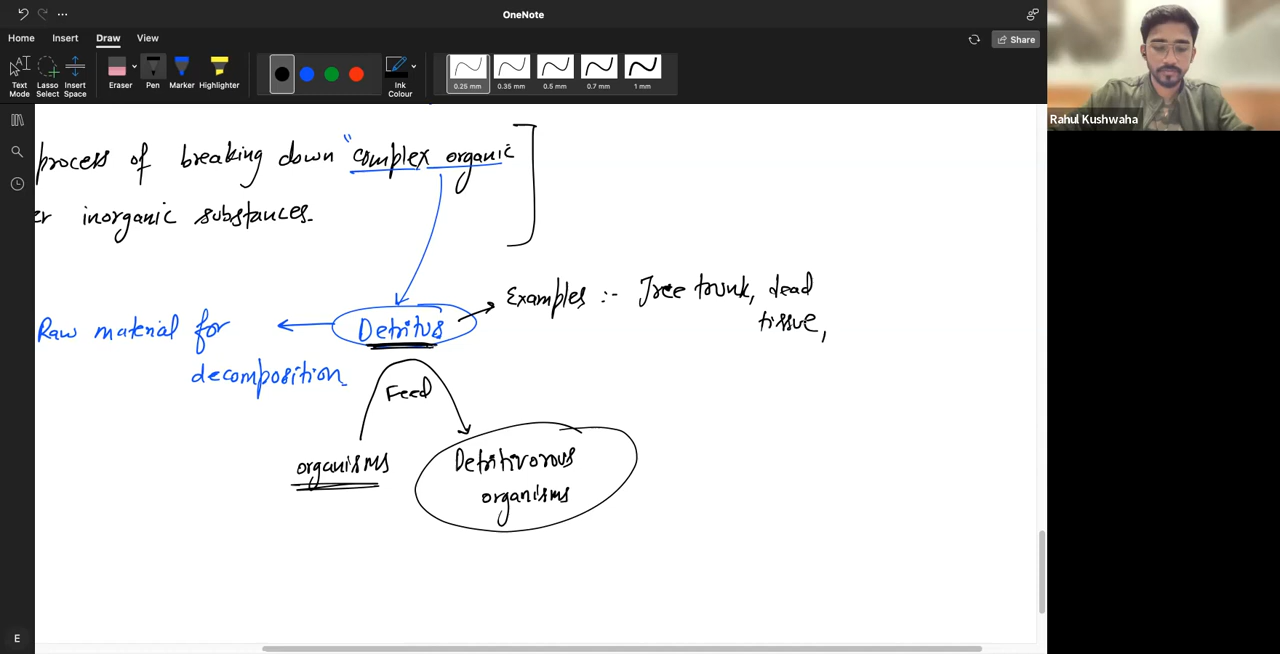 OneNote
Home Insert Draw View
Share
Text Mode
Lasso Select
Insert Space
Eraser
Pen
Marker
Highlighter
Ink Colour
0.25 mm 0.35 mm 0.5 mm 0.7 mm 1 mm
Rahul Kushwaha
process of breaking down "complex organic
er inorganic substances.
Examples :- Tree trunk, dead
tissue,
Raw material for
decomposition
Detritus
Feed
organisms
Detritivorous
organisms
E